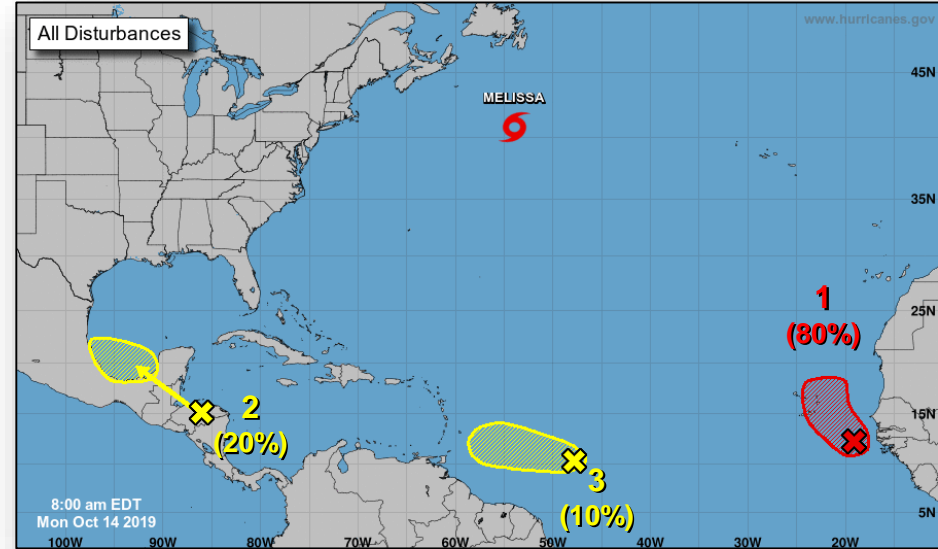 All Disturbances
www.hurricanes.gov
45N
MELISSA
35N
1
25N
(80%)
2
15N
(20%)
3
8:00 am EDT
(10%)
5N
Mon Oct 14 2019
100W 90W 80W 70W 60W 50W 40W 30W 20W